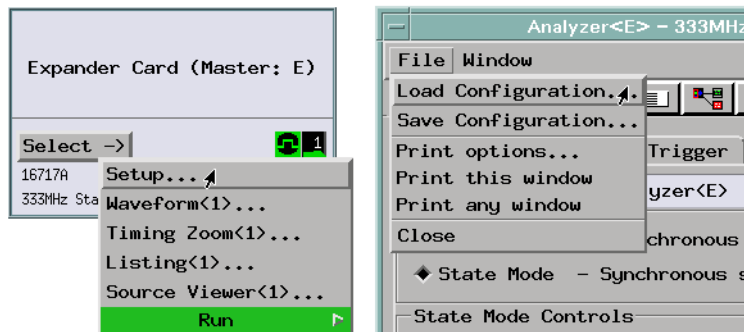 Expander Card (Master: E)
Select ->
1
16717A
333MHz Sta
Setup...
Waveform<1>...
Timing Zoom<1>...
Listing<1>...
Source Viewer<1>...
Run
Analyzer<E> - 333MHz
File Window
Load Configuration...
Save Configuration...
Print options...
Print this window
Print any window
Close
Trigger
yzer<E>
chronous
State Mode - Synchronous s
State Mode Controls